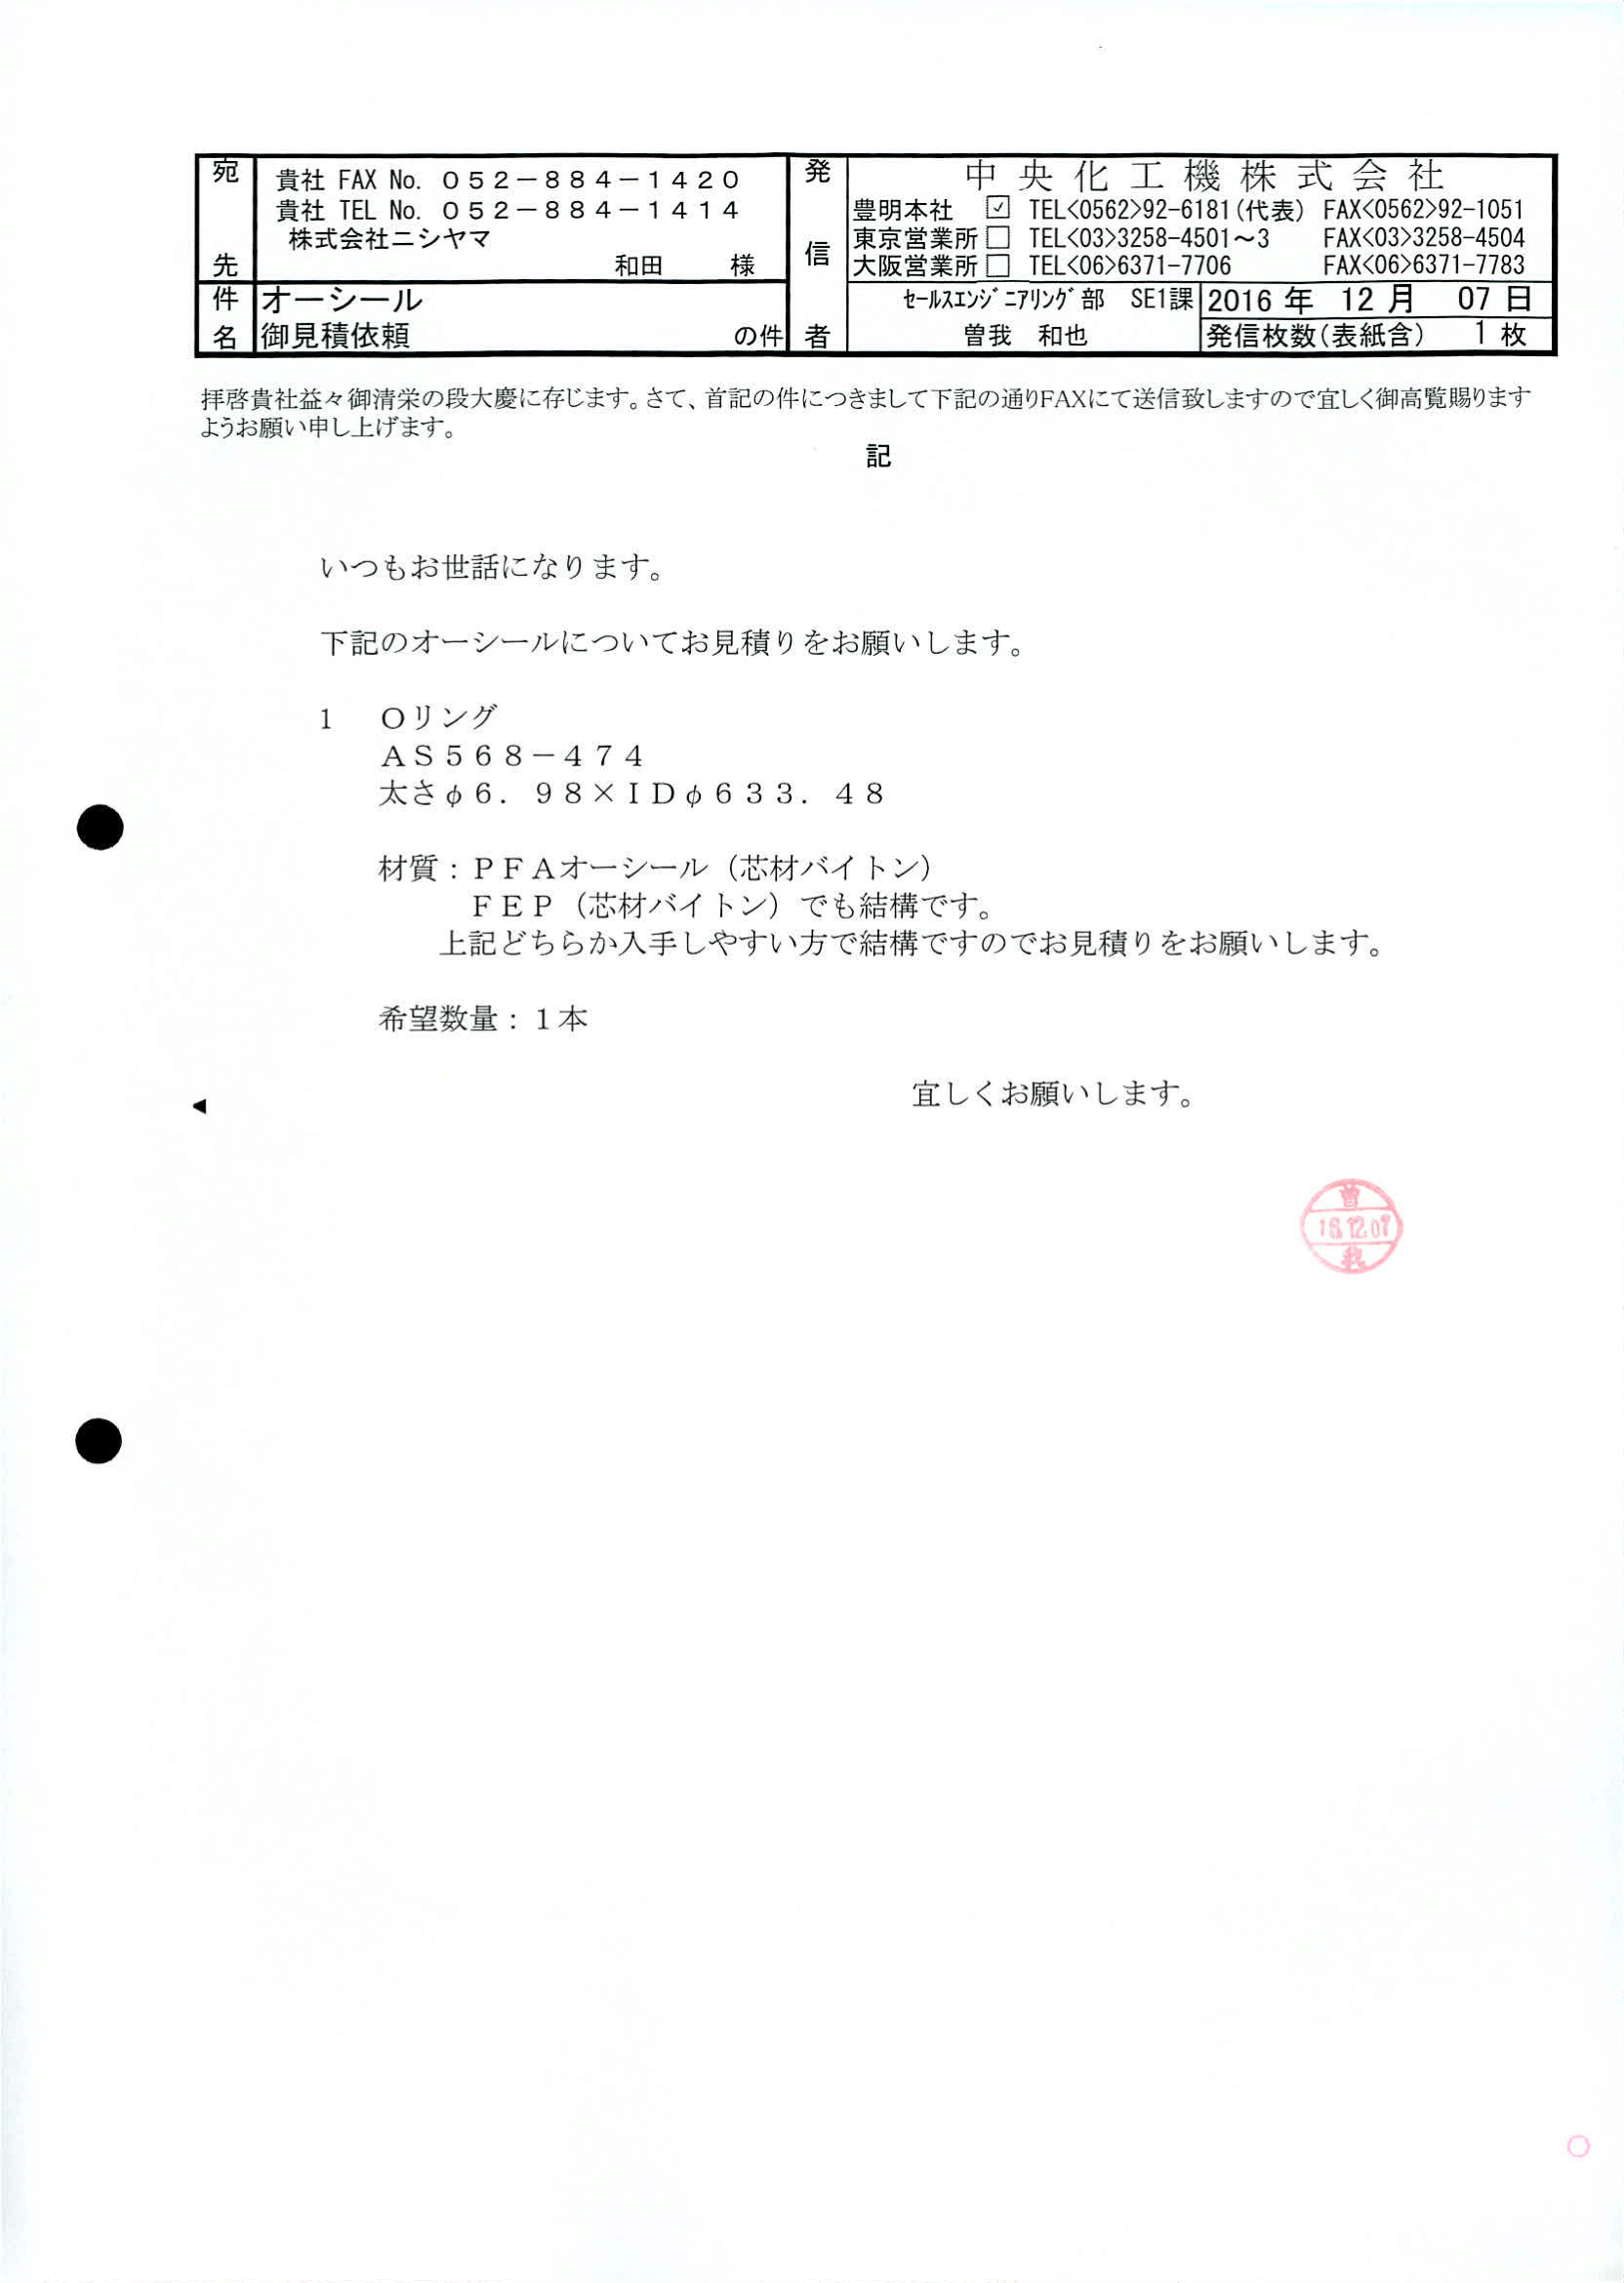 宛先
貴社 FAX No. ０５２－８８４－１４２０
貴社 TEL No. ０５２－８８４－１４１４
株式会社ニシヤマ
和田 様
件名
オーシール
御見積依頼 の件
発信者
中央化工機株式会社
豊明本社 ☑ TEL<0562>92-6181(代表) FAX<0562>92-1051
東京営業所 □ TEL<03>3258-4501～3 FAX<03>3258-4504
大阪営業所 □ TEL<06>6371-7706 FAX<06>6371-7783
ｾｰﾙｽｴﾝｼﾞﾆｱﾘﾝｸﾞ部 SE1課
2016 年 12 月 07 日
曽我 和也
発信枚数(表紙含) 1 枚
拝啓貴社益々御清栄の段大慶に存じます。さて、首記の件につきまして下記の通りFAXにて送信致しますので宜しく御高覧賜ります
ようお願い申し上げます。
記
いつもお世話になります。
下記のオーシールについてお見積りをお願いします。
1 Ｏリング
ＡＳ５６８－４７４
太さφ６．９８×ＩＤφ６３３．４８
材質：ＰＦＡオーシール（芯材バイトン）
ＦＥＰ（芯材バイトン）でも結構です。
上記どちらか入手しやすい方で結構ですのでお見積りをお願いします。
希望数量：１本
宜しくお願いします。
曽
16.12.07
我